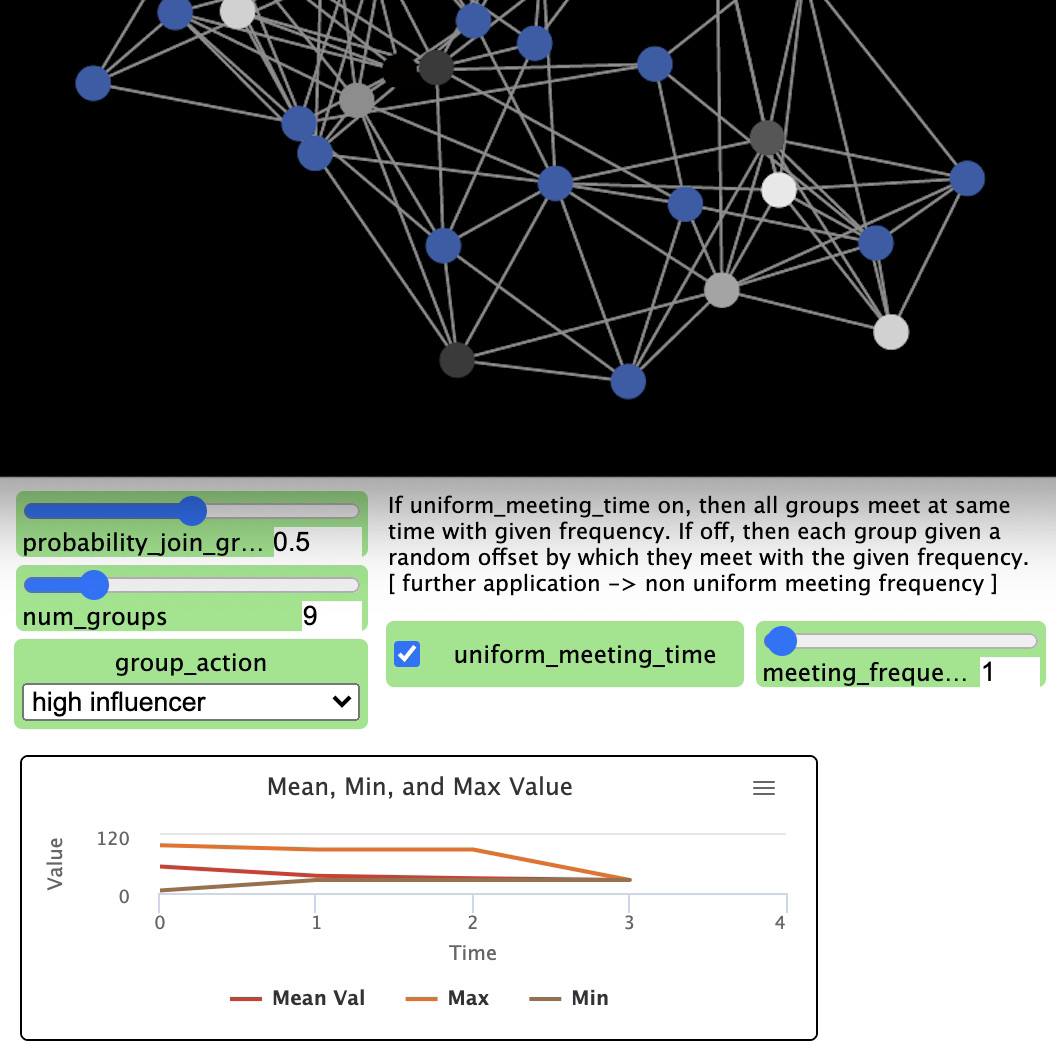 If uniform_meeting_time on, then all groups meet at same
time with given frequency. If off, then each group given a
random offset by which they meet with the given frequency.
[ further application -> non uniform meeting frequency ]
probability_join_gr... 0.5
num_groups 9
group_action
high influencer
uniform_meeting_time
meeting_freque... 1
Mean, Min, and Max Value
Value
120
0
0 1 2 3 4
Time
Mean Val Max Min